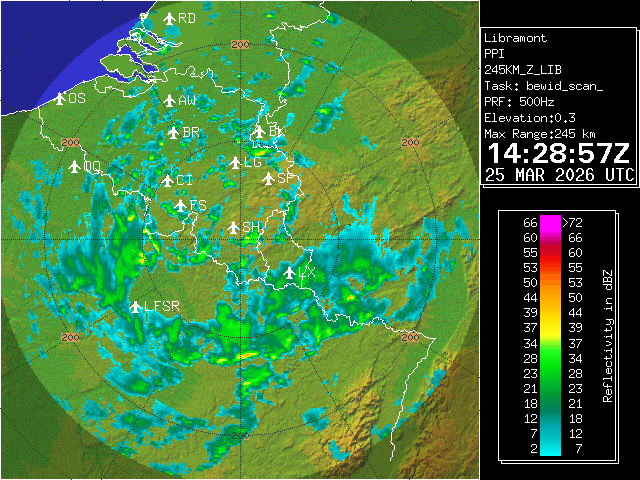 RD
200
OS
AW
BR
BK
200
200
QQ
LG
CI
SP
FS
SH
LX
LFSR
200
200
200
Libramont
PPI
245KM_Z_LIB
Task: bewid_scan_
PRF: 500Hz
Elevation:0.3
Max Range:245 km
14:28:57Z
25 MAR 2026 UTC
66 >72
60 66
55 60
53 55
50 53
44 50
39 44
37 39
34 37
28 34
23 28
21 23
18 21
12 18
7 12
2 7
Reflectivity in dBZ